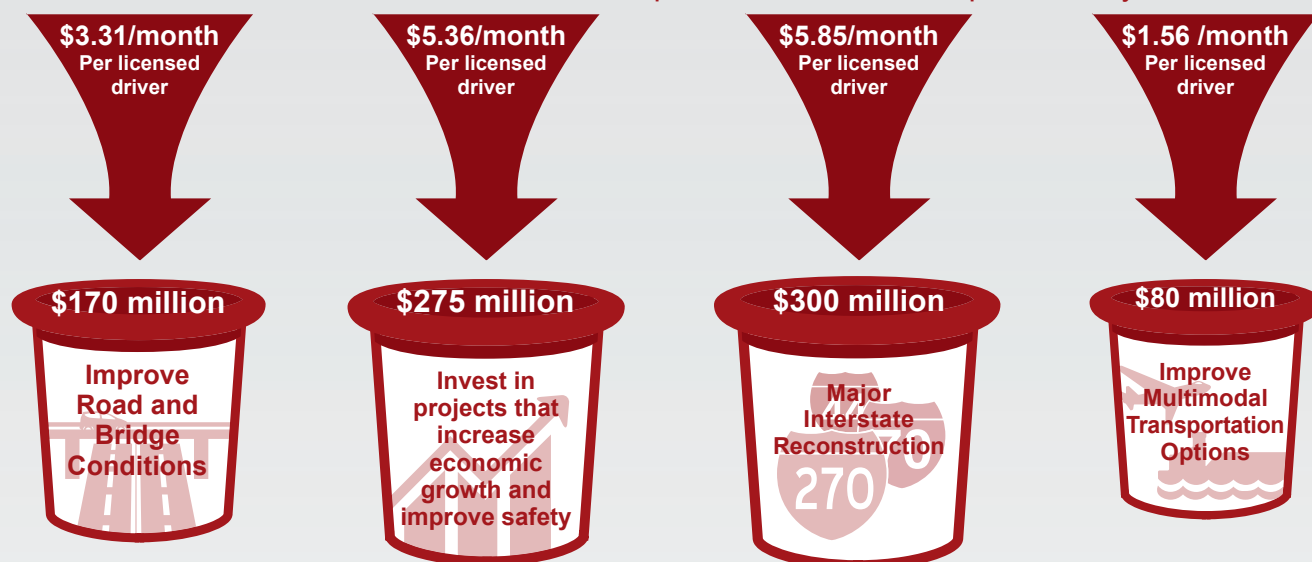 $3.31/month
Per licensed
driver
$5.36/month
Per licensed
driver
$5.85/month
Per licensed
driver
$1.56 /month
Per licensed
driver
$170 million
Improve
Road and
Bridge
Conditions
$275 million
Invest in
projects that
increase
economic
growth and
improve safety
$300 million
Major
Interstate
Reconstruction
44
70
270
$80 million
Improve
Multimodal
Transportation
Options